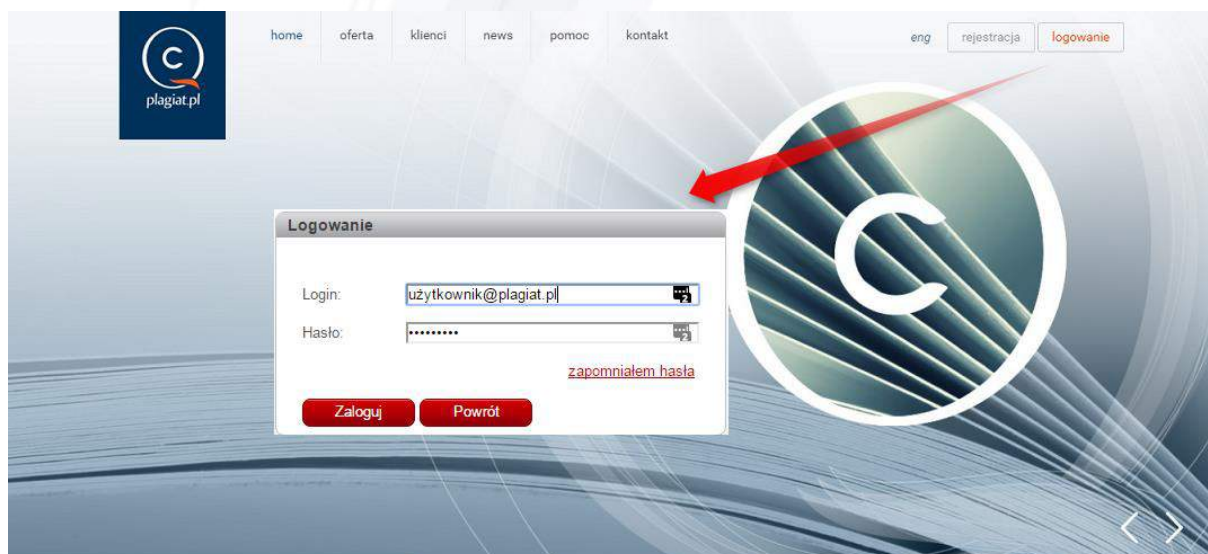 home oferta klienci news pomoc kontakt eng rejestracja logowanie
C
plagiat.pl
C
Logowanie
Login: użytkownik@plagiat.pl
Hasło: •••••••••
zapomniałem hasła
Zaloguj Powrót